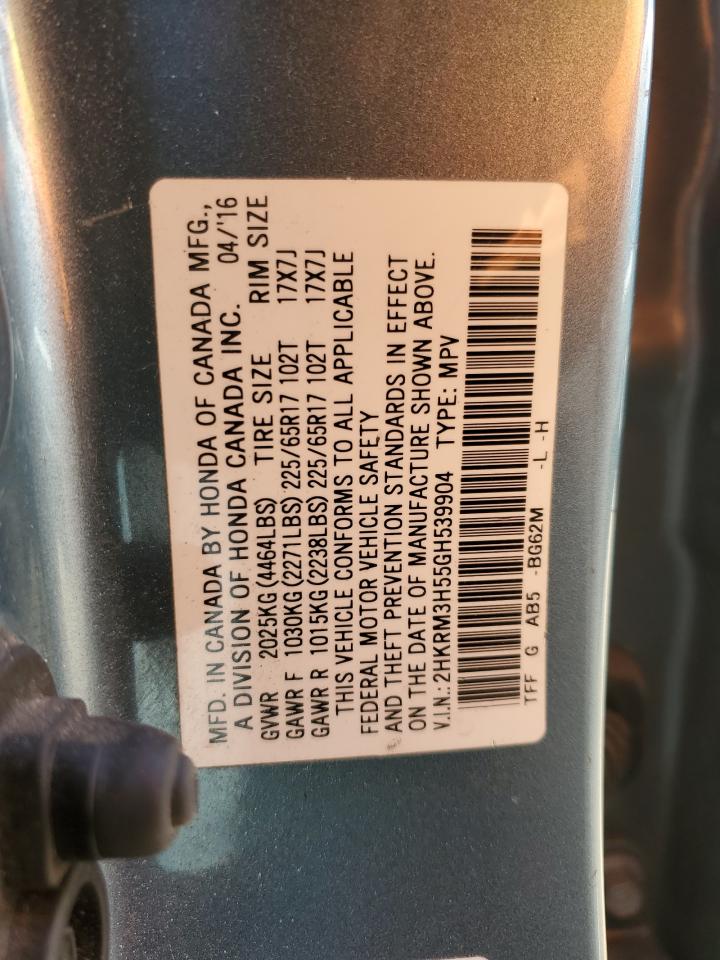 MFD. IN CANADA BY HONDA OF CANADA MFG.,
A DIVISION OF HONDA CANADA INC. 04/'16
GVWR 2025KG (4464LBS) TIRE SIZE RIM SIZE
GAWR F 1030KG (2271LBS) 225/65R17 102T 17X7J
GAWR R 1015KG (2238LBS) 225/65R17 102T 17X7J
THIS VEHICLE CONFORMS TO ALL APPLICABLE
FEDERAL MOTOR VEHICLE SAFETY
AND THEFT PREVENTION STANDARDS IN EFFECT
ON THE DATE OF MANUFACTURE SHOWN ABOVE.
V.I.N.: 2HKRM3H55GH539904 TYPE: MPV
TFF G AB5 -BG62M -L -H